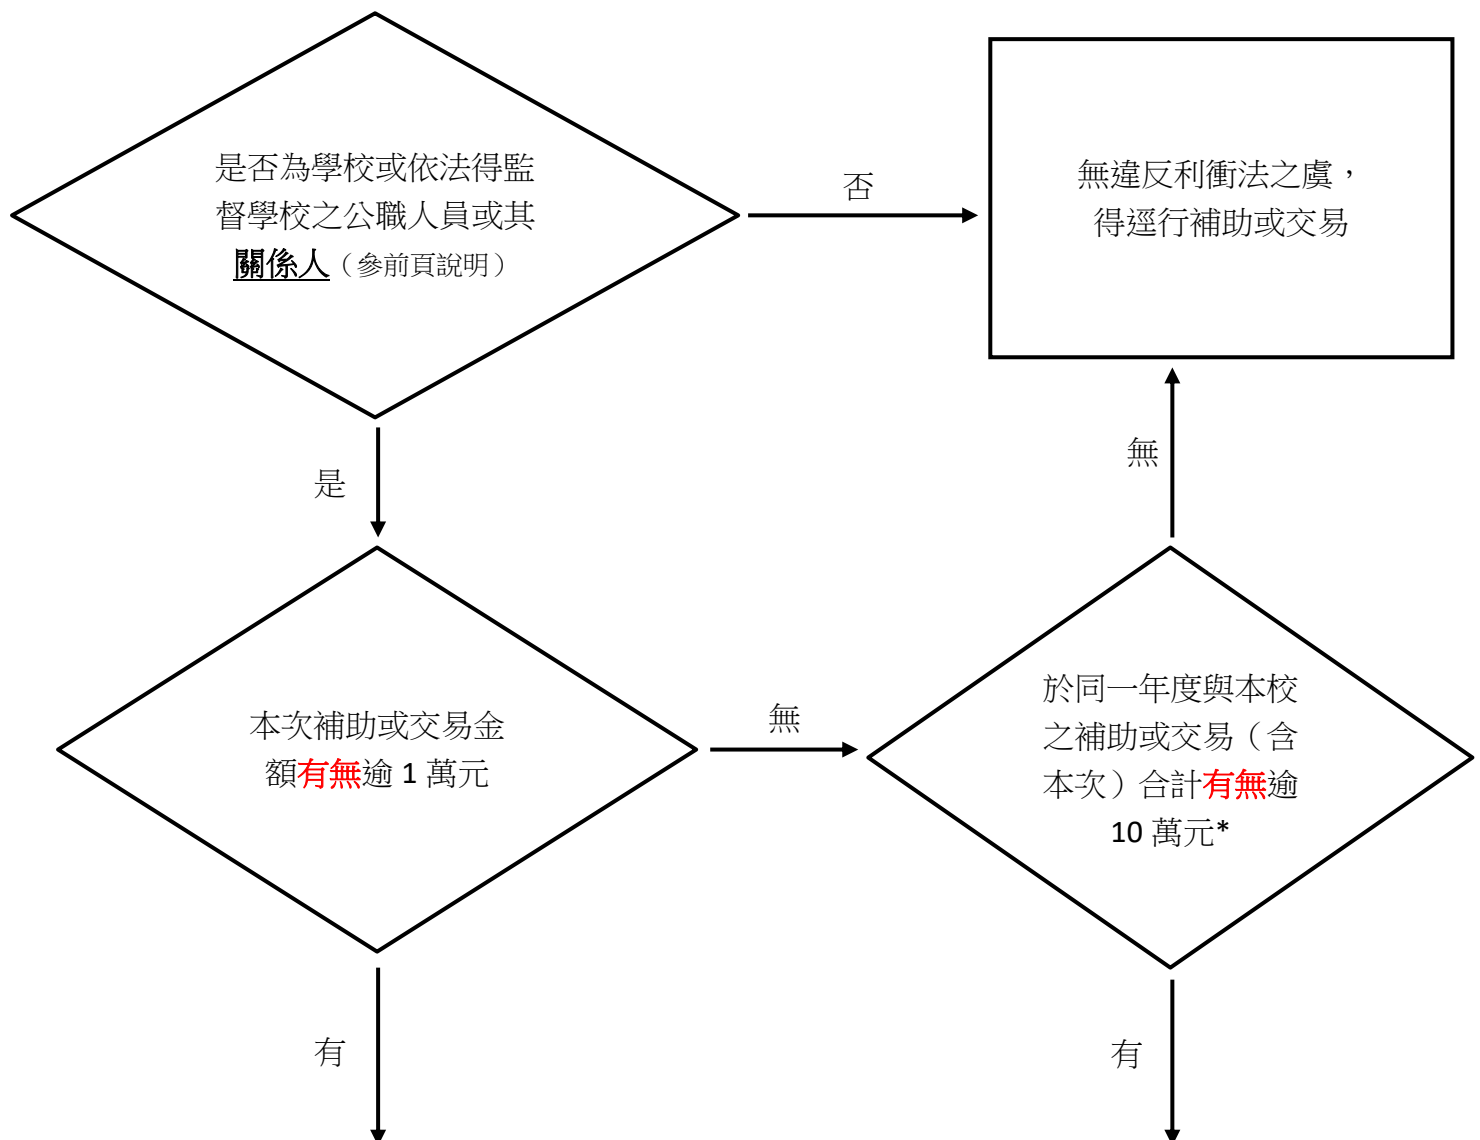 是否為學校或依法得監
督學校之公職人員或其
關係人（參前頁說明）
否
無違反利衝法之虞，
得逕行補助或交易
是
無
本次補助或交易金
額有無逾 1 萬元
無
於同一年度與本校
之補助或交易（含
本次）合計有無逾
10 萬元*
有
有